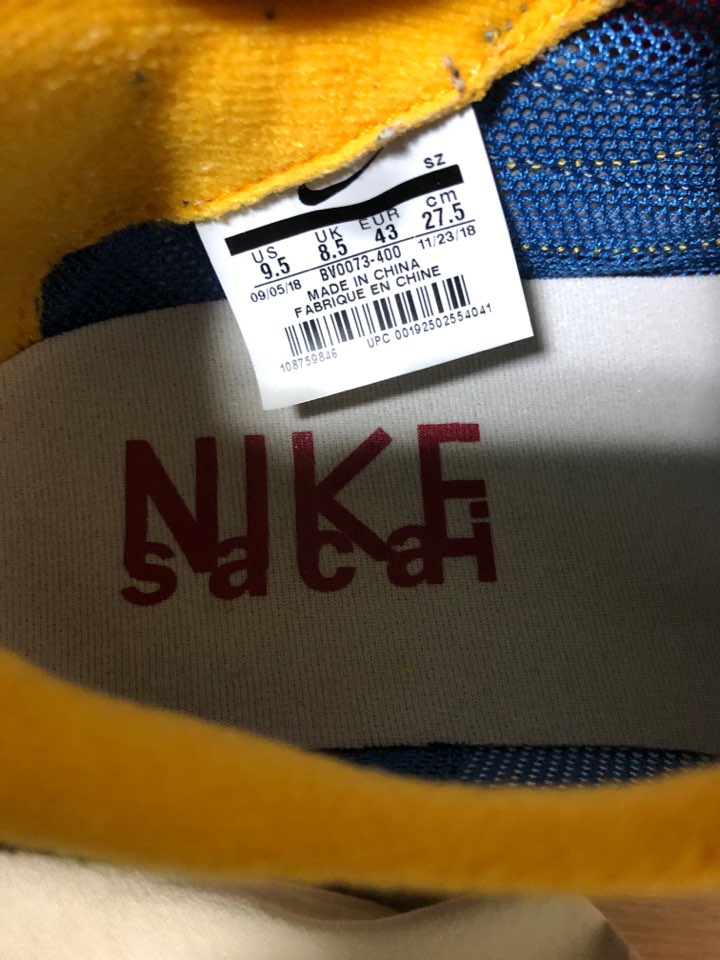 SZ
US UK EUR cm
9.5 8.5 43 27.5
09/05/18 BV0073-400 11/23/18
MADE IN CHINA
FABRIQUE EN CHINE
108759846 UPC 00192502554041
NIKE
sacai